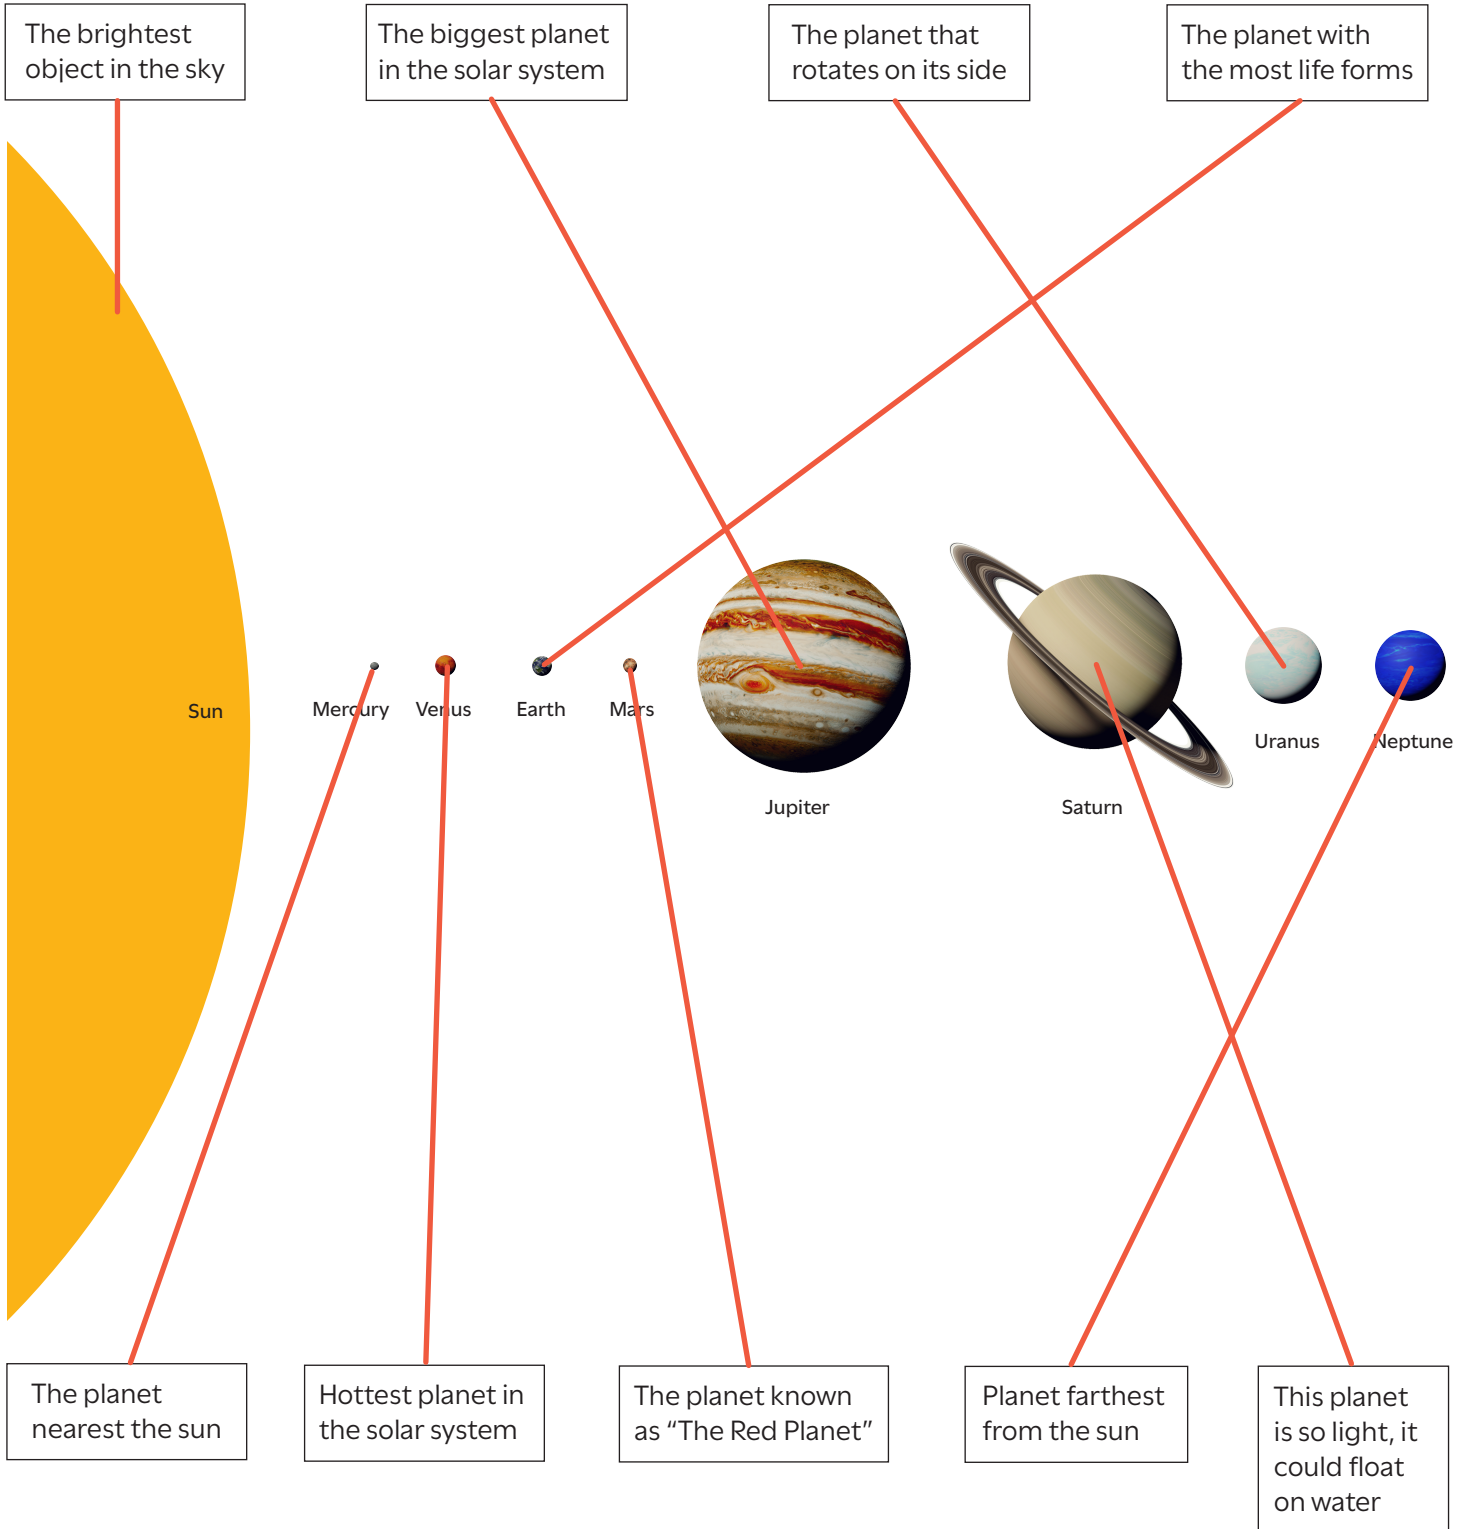 The brightest
object in the sky
The biggest planet
in the solar system
The planet that
rotates on its side
The planet with
the most life forms
Sun
Mercury
Venus
Earth
Mars
Jupiter
Saturn
Uranus
Neptune
The planet
nearest the sun
Hottest planet in
the solar system
The planet known
as “The Red Planet”
Planet farthest
from the sun
This planet
is so light, it
could float
on water